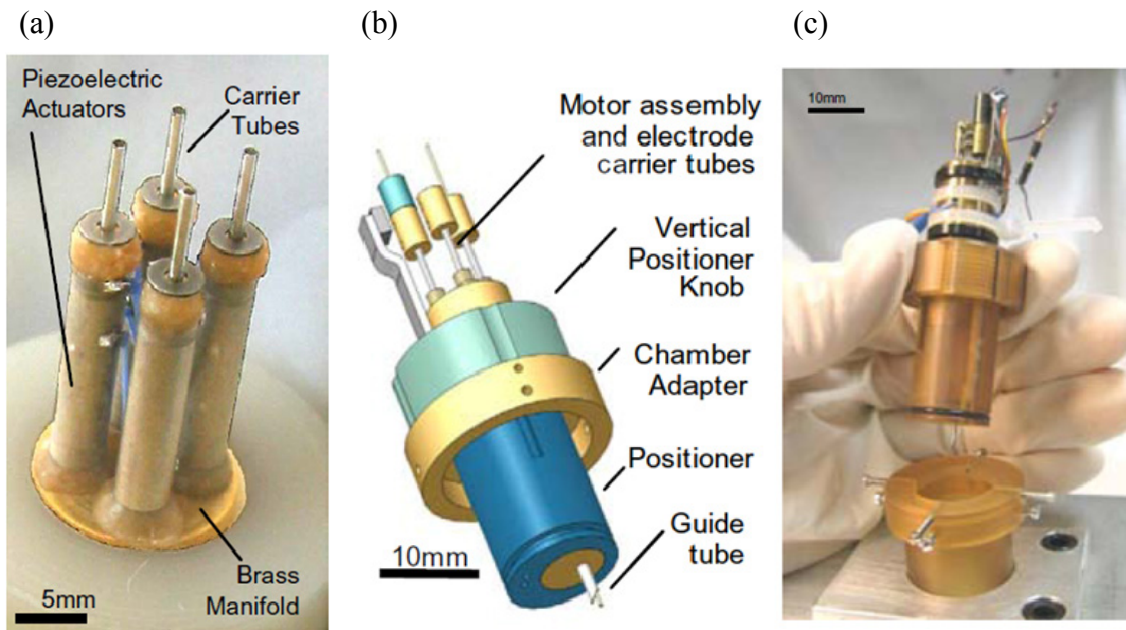 (a)
Piezoelectric
Actuators
Carrier
Tubes
Brass
Manifold
5mm
(b)
Motor assembly
and electrode
carrier tubes
Vertical
Positioner
Knob
Chamber
Adapter
Positioner
Guide
tube
10mm
(c)
10mm